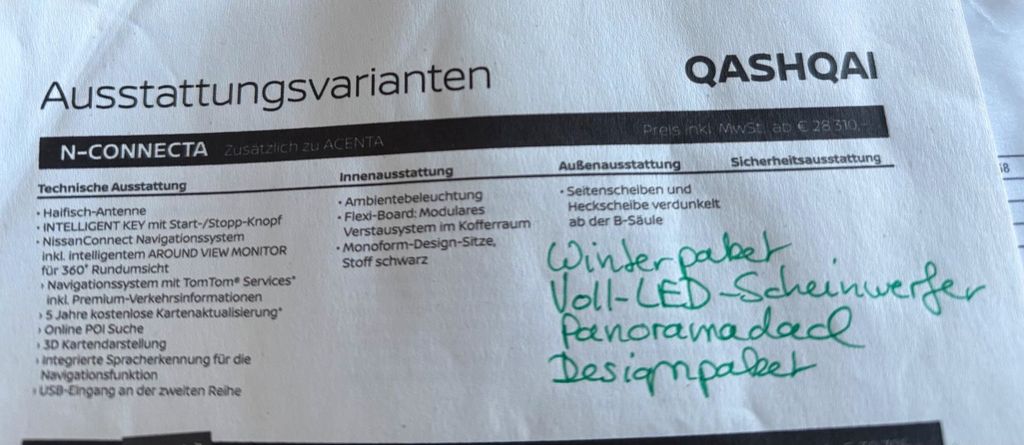 Ausstattungsvarianten
QASHQAI
N-CONNECTA Zusätzlich zu ACENTA
Preis inkl. MwSt. ab € 28 310,-
Technische Ausstattung
• Haifisch-Antenne
• INTELLIGENT KEY mit Start-/Stopp-Knopf
• NissanConnect Navigationssystem
inkl. intelligentem AROUND VIEW MONITOR
für 360° Rundumsicht
› Navigationssystem mit TomTom® Services*
inkl. Premium-Verkehrsinformationen
› 5 Jahre kostenlose Kartenaktualisierung*
› Online POI Suche
› 3D Kartendarstellung
› Integrierte Spracherkennung für die
Navigationsfunktion
› USB-Eingang an der zweiten Reihe
Innenausstattung
• Ambientebeleuchtung
• Flexi-Board: Modulares
Verstausystem im Kofferraum
• Monoform-Design-Sitze,
Stoff schwarz
Außenausstattung
• Seitenscheiben und
Heckscheibe verdunkelt
ab der B-Säule
Sicherheitsausstattung
Winterpaket
Voll-LED-Scheinwerfer
Panoramadach
Designpaket